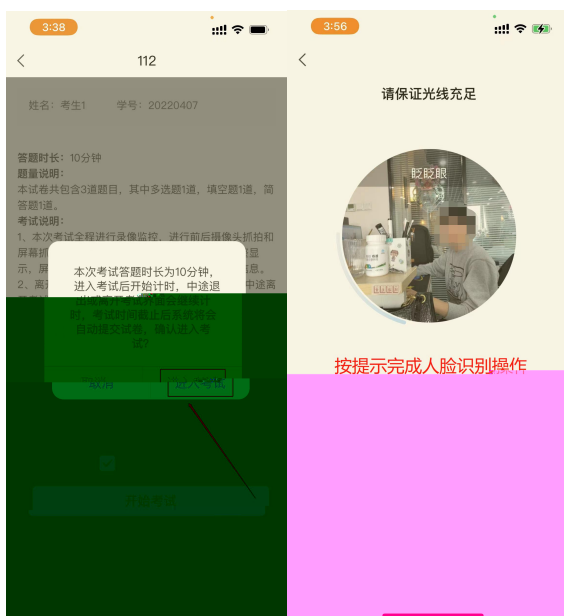 3:38
112
姓名：考生1 学号：20220407
答题时长：10分钟
题量说明：
本试卷共包含3道题目，其中多选题1道，填空题1道，简
答题1道。
考试说明：
1、本次考试全程进行录像监控、进行前后摄像头抓拍和
本次考试答题时长为10分钟，
进入考试后开始计时，中途退
时，考试时间截止后系统将会
自动提交试卷，确认进入考
试？
取消 进入考试
开始考试
3:56
请保证光线充足
眨眨眼
按提示完成人脸识别操作